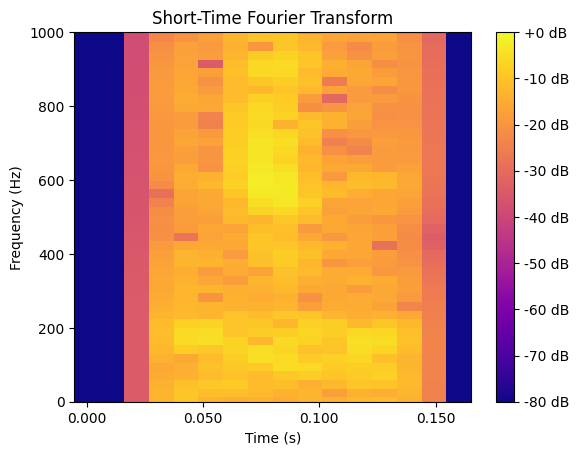 Short-Time Fourier Transform
1000
800
600
400
200
0
Frequency (Hz)
0.000
0.050
0.100
0.150
Time (s)
+0 dB
-10 dB
-20 dB
-30 dB
-40 dB
-50 dB
-60 dB
-70 dB
-80 dB